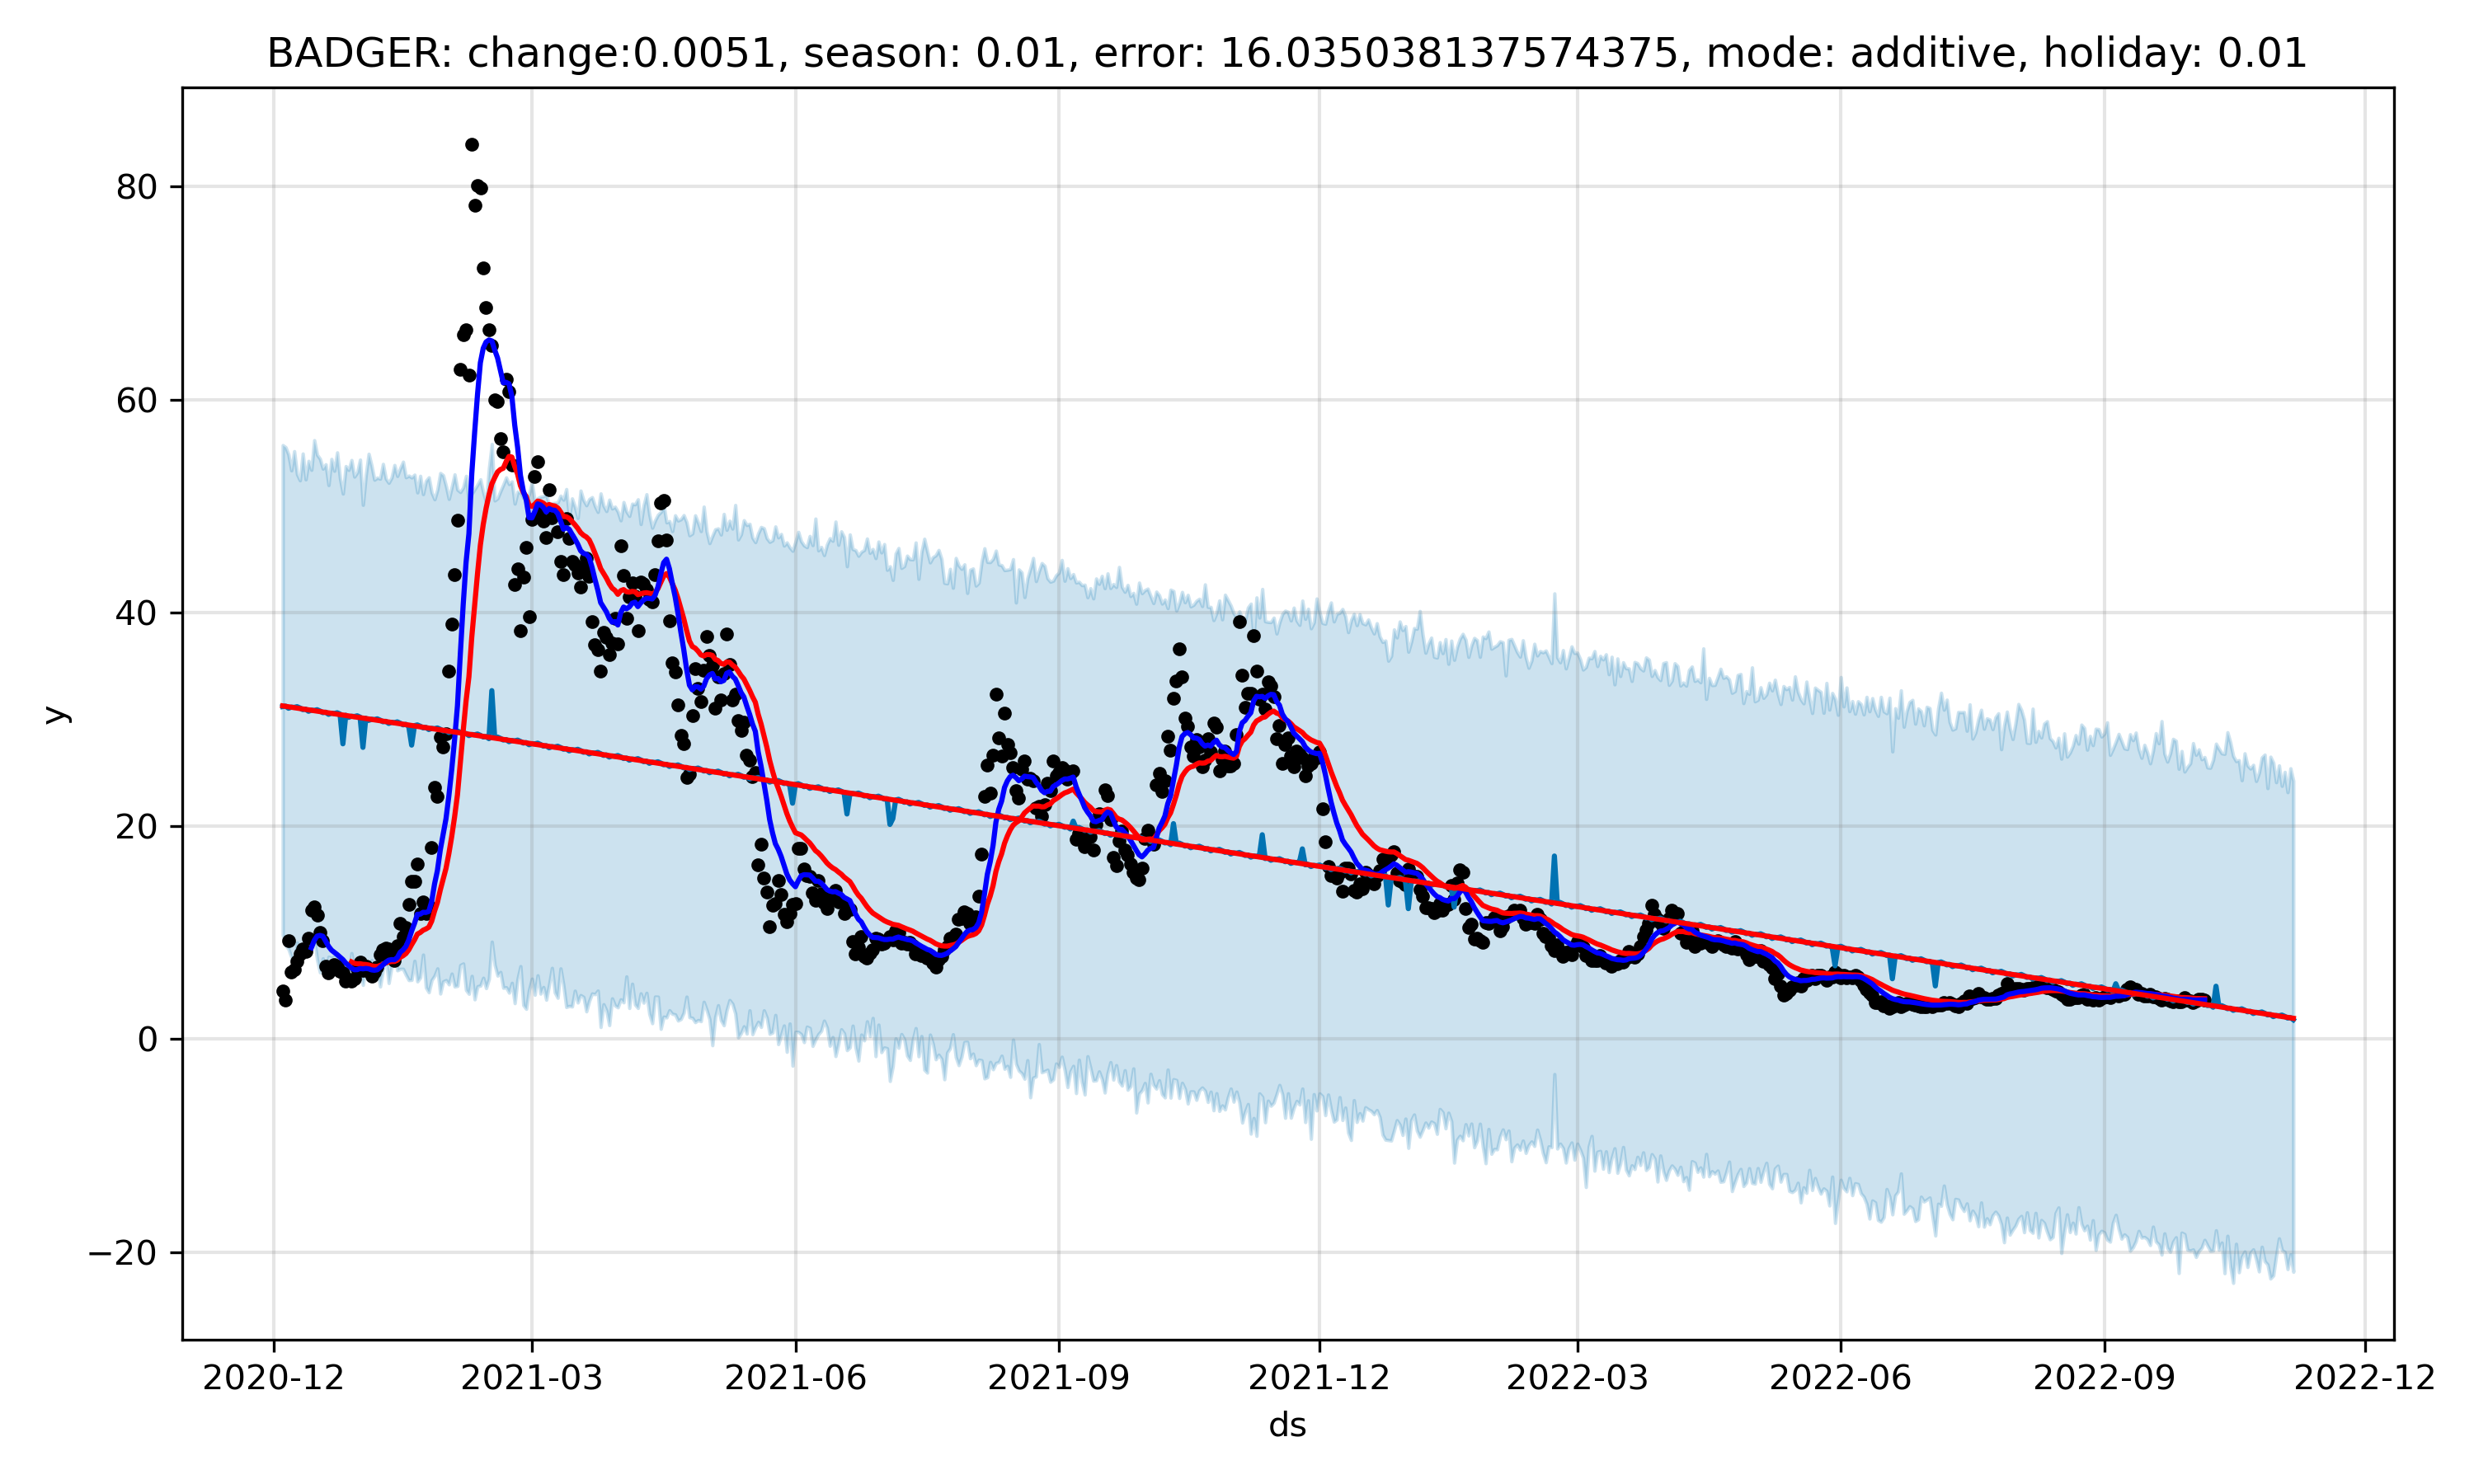 BADGER: change:0.0051, season: 0.01, error: 16.035038137574375, mode: additive, holiday: 0.01
80
60
40
20
0
−20
y
2020-12 2021-03 2021-06 2021-09 2021-12 2022-03 2022-06 2022-09 2022-12
ds